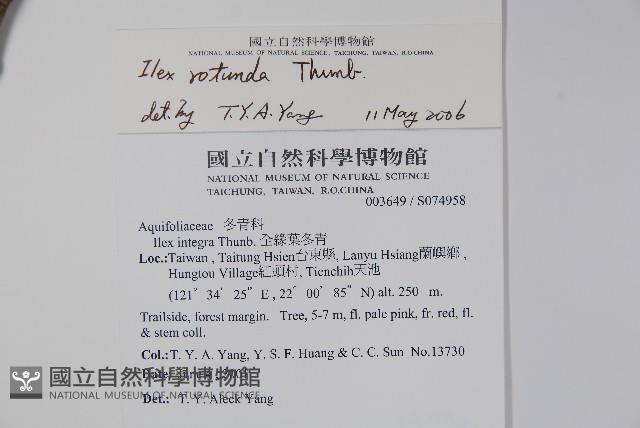 國立自然科學博物館
NATIONAL MUSEUM OF NATURAL SCIENCE, TAICHUNG, TAIWAN, R.O.CHINA
Ilex rotunda Thunb.
det. by T. Y. A. Yang 11 May 2006
國立自然科學博物館
NATIONAL MUSEUM OF NATURAL SCIENCE
TAICHUNG, TAIWAN, R.O.CHINA
003649 / S074958
Aquifoliaceae 冬青科
Ilex integra Thunb. 全緣葉冬青
Loc.:Taiwan , Taitung Hsien台東縣, Lanyu Hsiang蘭嶼鄉 ,
Hungtou Village紅頭村, Tienchih天池
(121° 34' 25" E , 22° 00' 85" N) alt. 250 m.
Trailside, forest margin. Tree, 5-7 m, fl. pale pink, fr. red, fl.
& stem coll.
Col.: T. Y. A. Yang, Y. S. F. Huang & C. C. Sun No.13730
Date:
國立自然科學博物館
NATIONAL MUSEUM OF NATURAL SCIENCE
Det.: T. Y. Aleck Yang